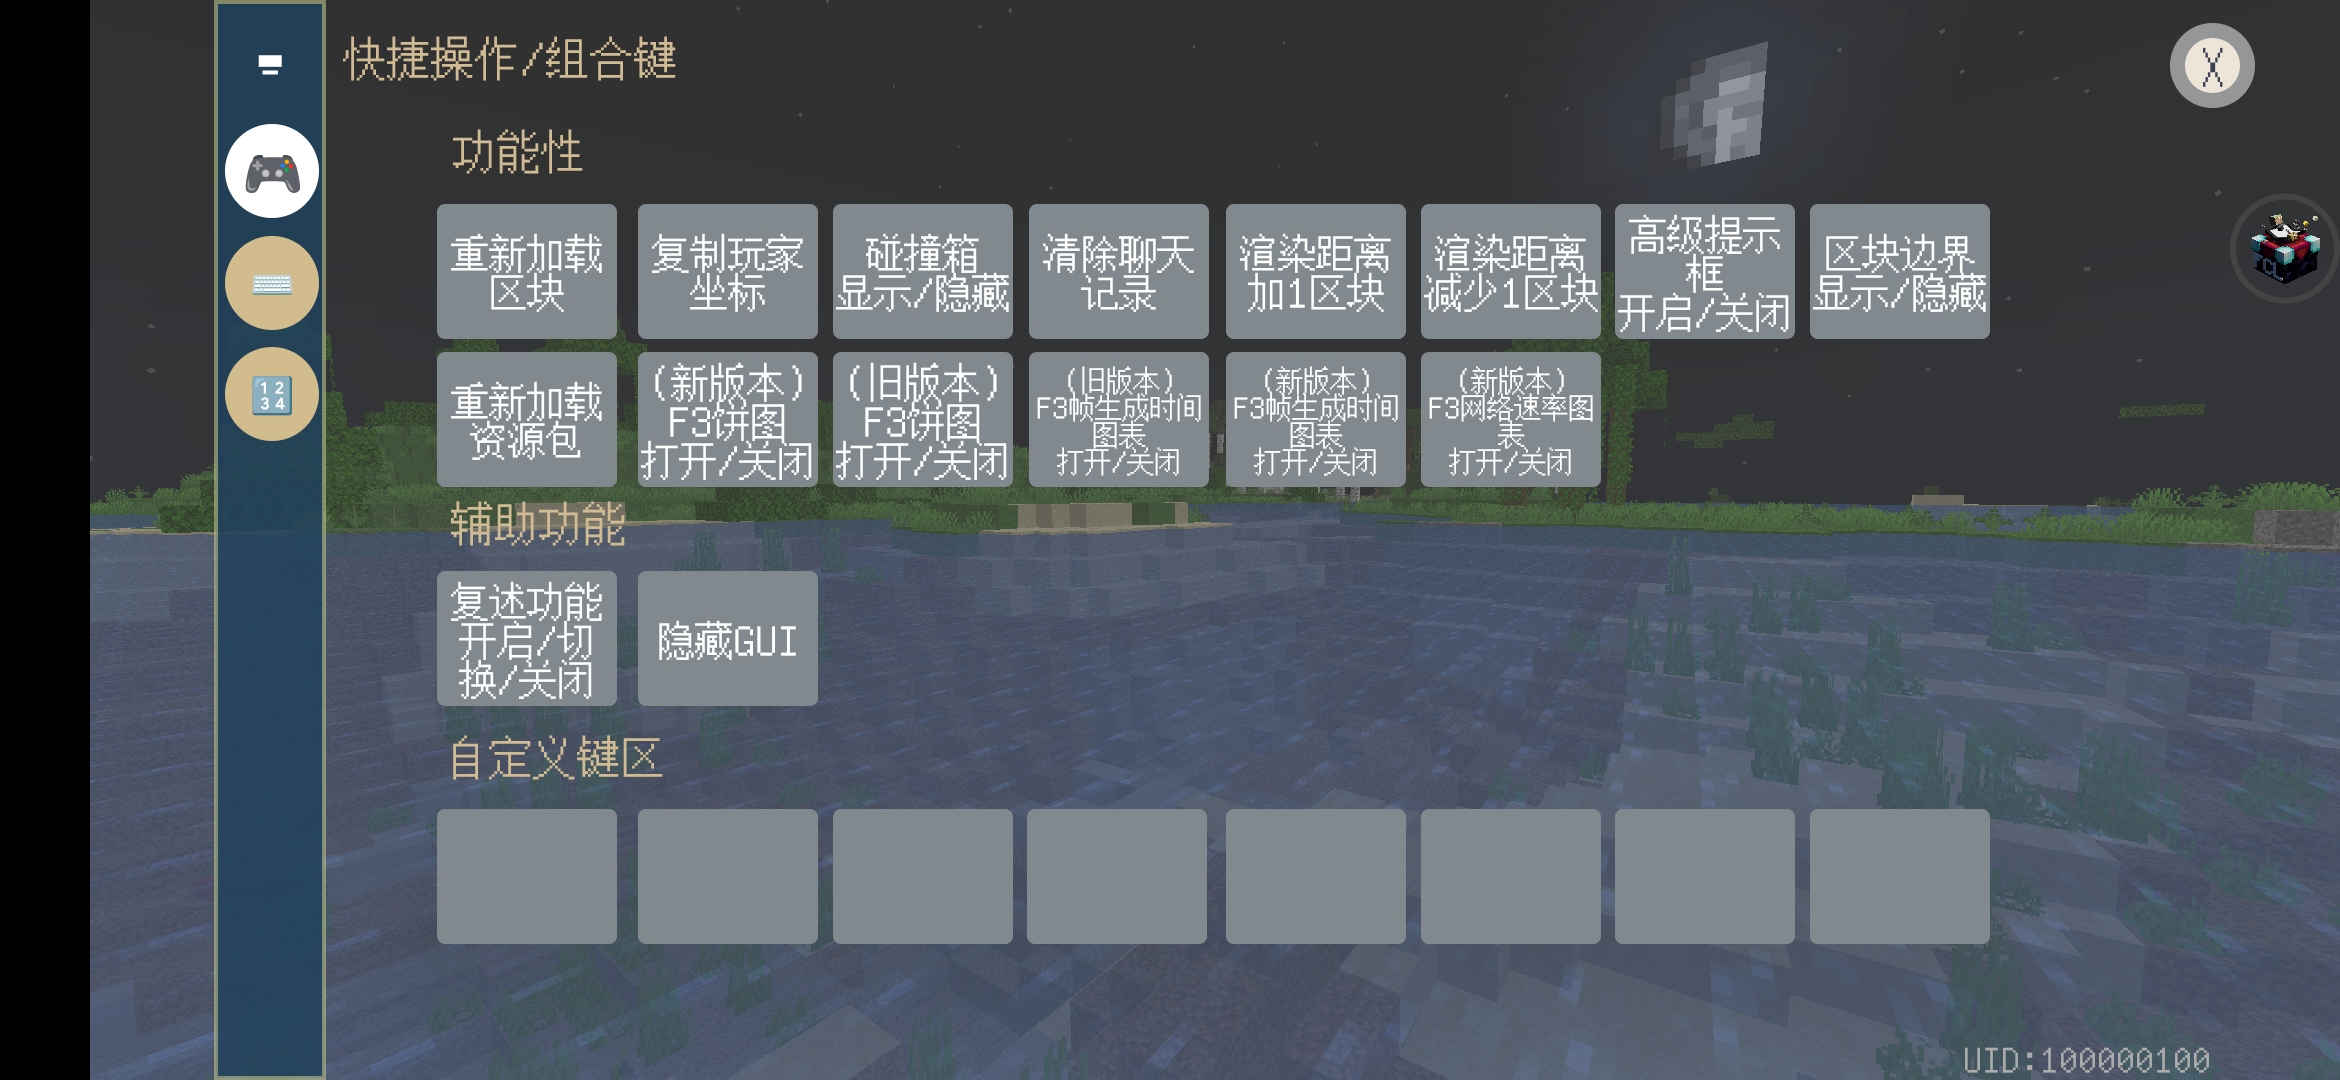 快捷操作/组合键
X
功能性
重新加载
区块
复制玩家
坐标
碰撞箱
显示/隐藏
清除聊天
记录
渲染距离
加1区块
渲染距离
减少1区块
高级提示
框
开启/关闭
区块边界
显示/隐藏
重新加载
资源包
(新版本)
F3饼图
打开/关闭
(旧版本)
F3饼图
打开/关闭
(旧版本)
F3帧生成时间
图表
打开/关闭
(新版本)
F3帧生成时间
图表
打开/关闭
(新版本)
F3网络速率图
表
打开/关闭
1 2
3 4
辅助功能
复述功能
开启/切
换/关闭
隐藏GUI
自定义键区
UID:100000100